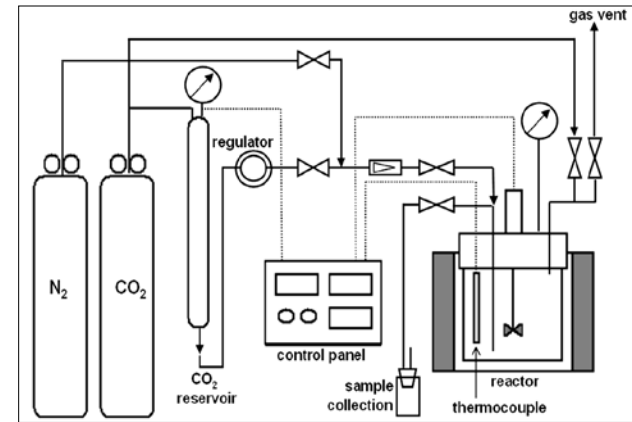 gas vent
regulator
N2
CO2
control panel
CO2
reservoir
sample
collection
reactor
thermocouple